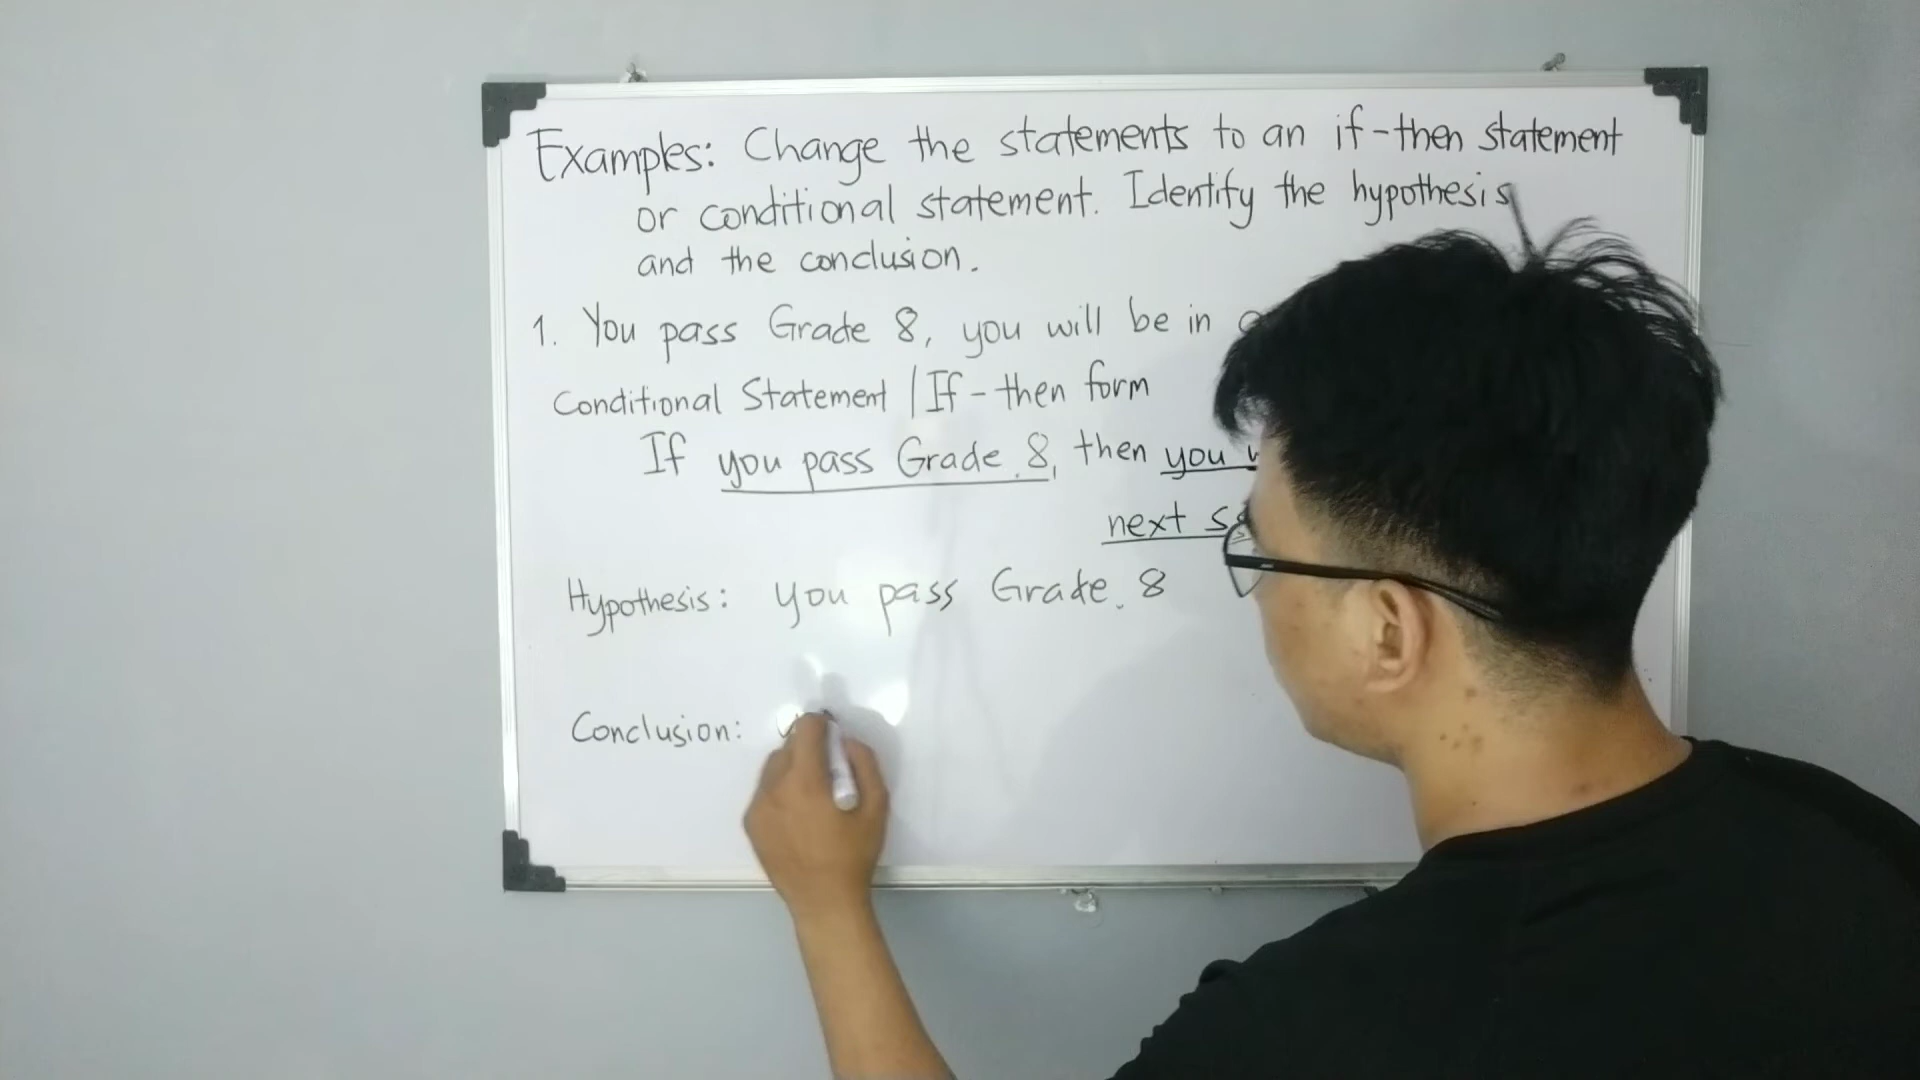 Examples: Change the statements to an if-then statement
or conditional statement. Identify the hypothesis
and the conclusion.
1. You pass Grade 8, you will be in
Conditional Statement / If-then form
If you pass Grade 8, then you
next
Hypothesis: you pass Grade 8
Conclusion: